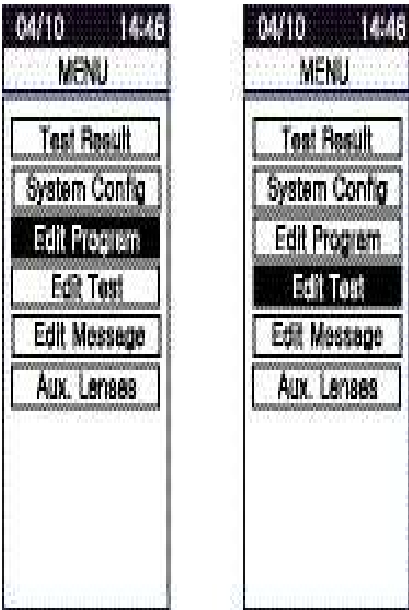 04/10 14:46
MENU
Test Result
System Config
Edit Program
Edit Test
Edit Message
Aux. Lenses
04/10 14:46
MENU
Test Result
System Config
Edit Program
Edit Test
Edit Message
Aux. Lenses